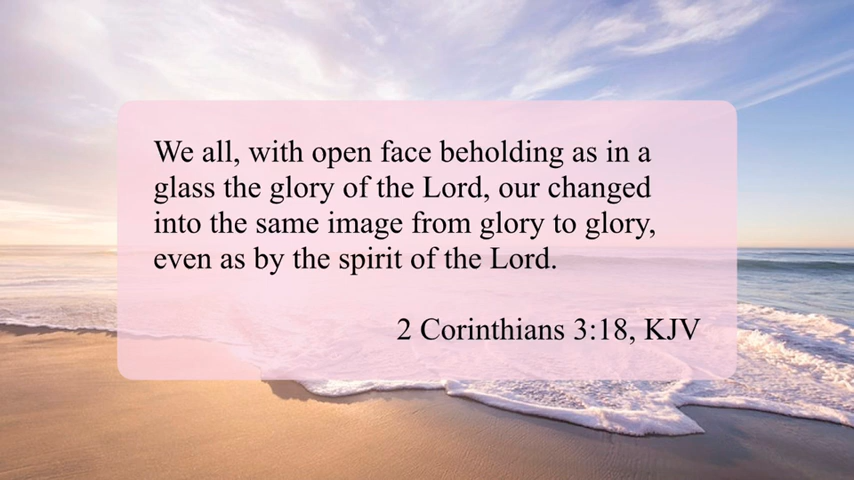 We all, with open face beholding as in a
glass the glory of the Lord, our changed
into the same image from glory to glory,
even as by the spirit of the Lord.
2 Corinthians 3:18, KJV